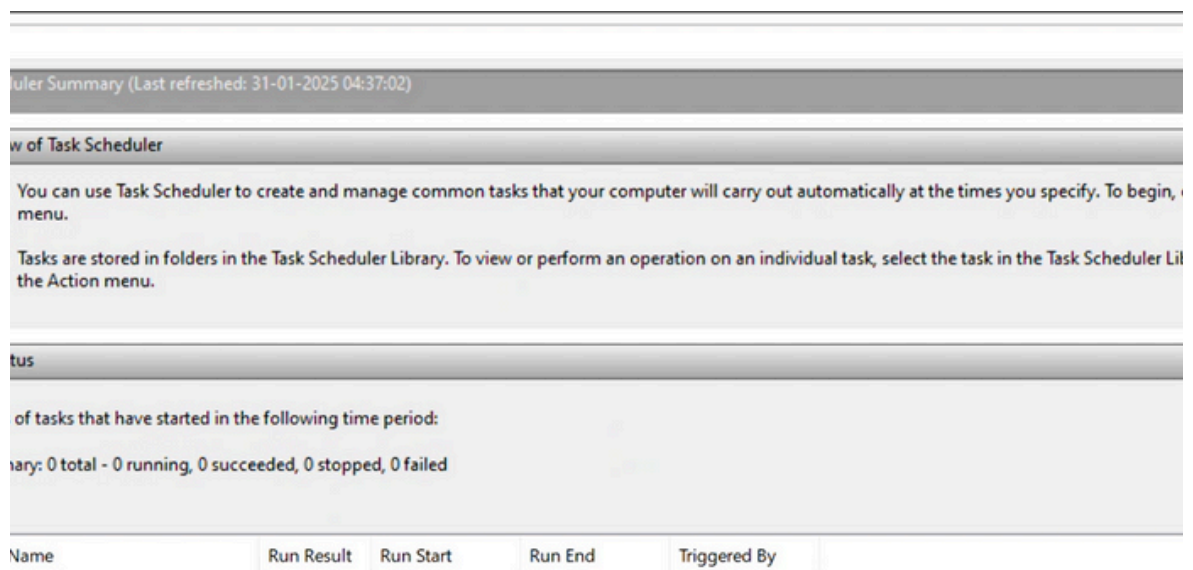 uler Summary (Last refreshed: 31-01-2025 04:37:02)
w of Task Scheduler
You can use Task Scheduler to create and manage common tasks that your computer will carry out automatically at the times you specify. To begin,
menu.
Tasks are stored in folders in the Task Scheduler Library. To view or perform an operation on an individual task, select the task in the Task Scheduler Lib
the Action menu.
tus
of tasks that have started in the following time period:
ary: 0 total - 0 running, 0 succeeded, 0 stopped, 0 failed
Name Run Result Run Start Run End Triggered By